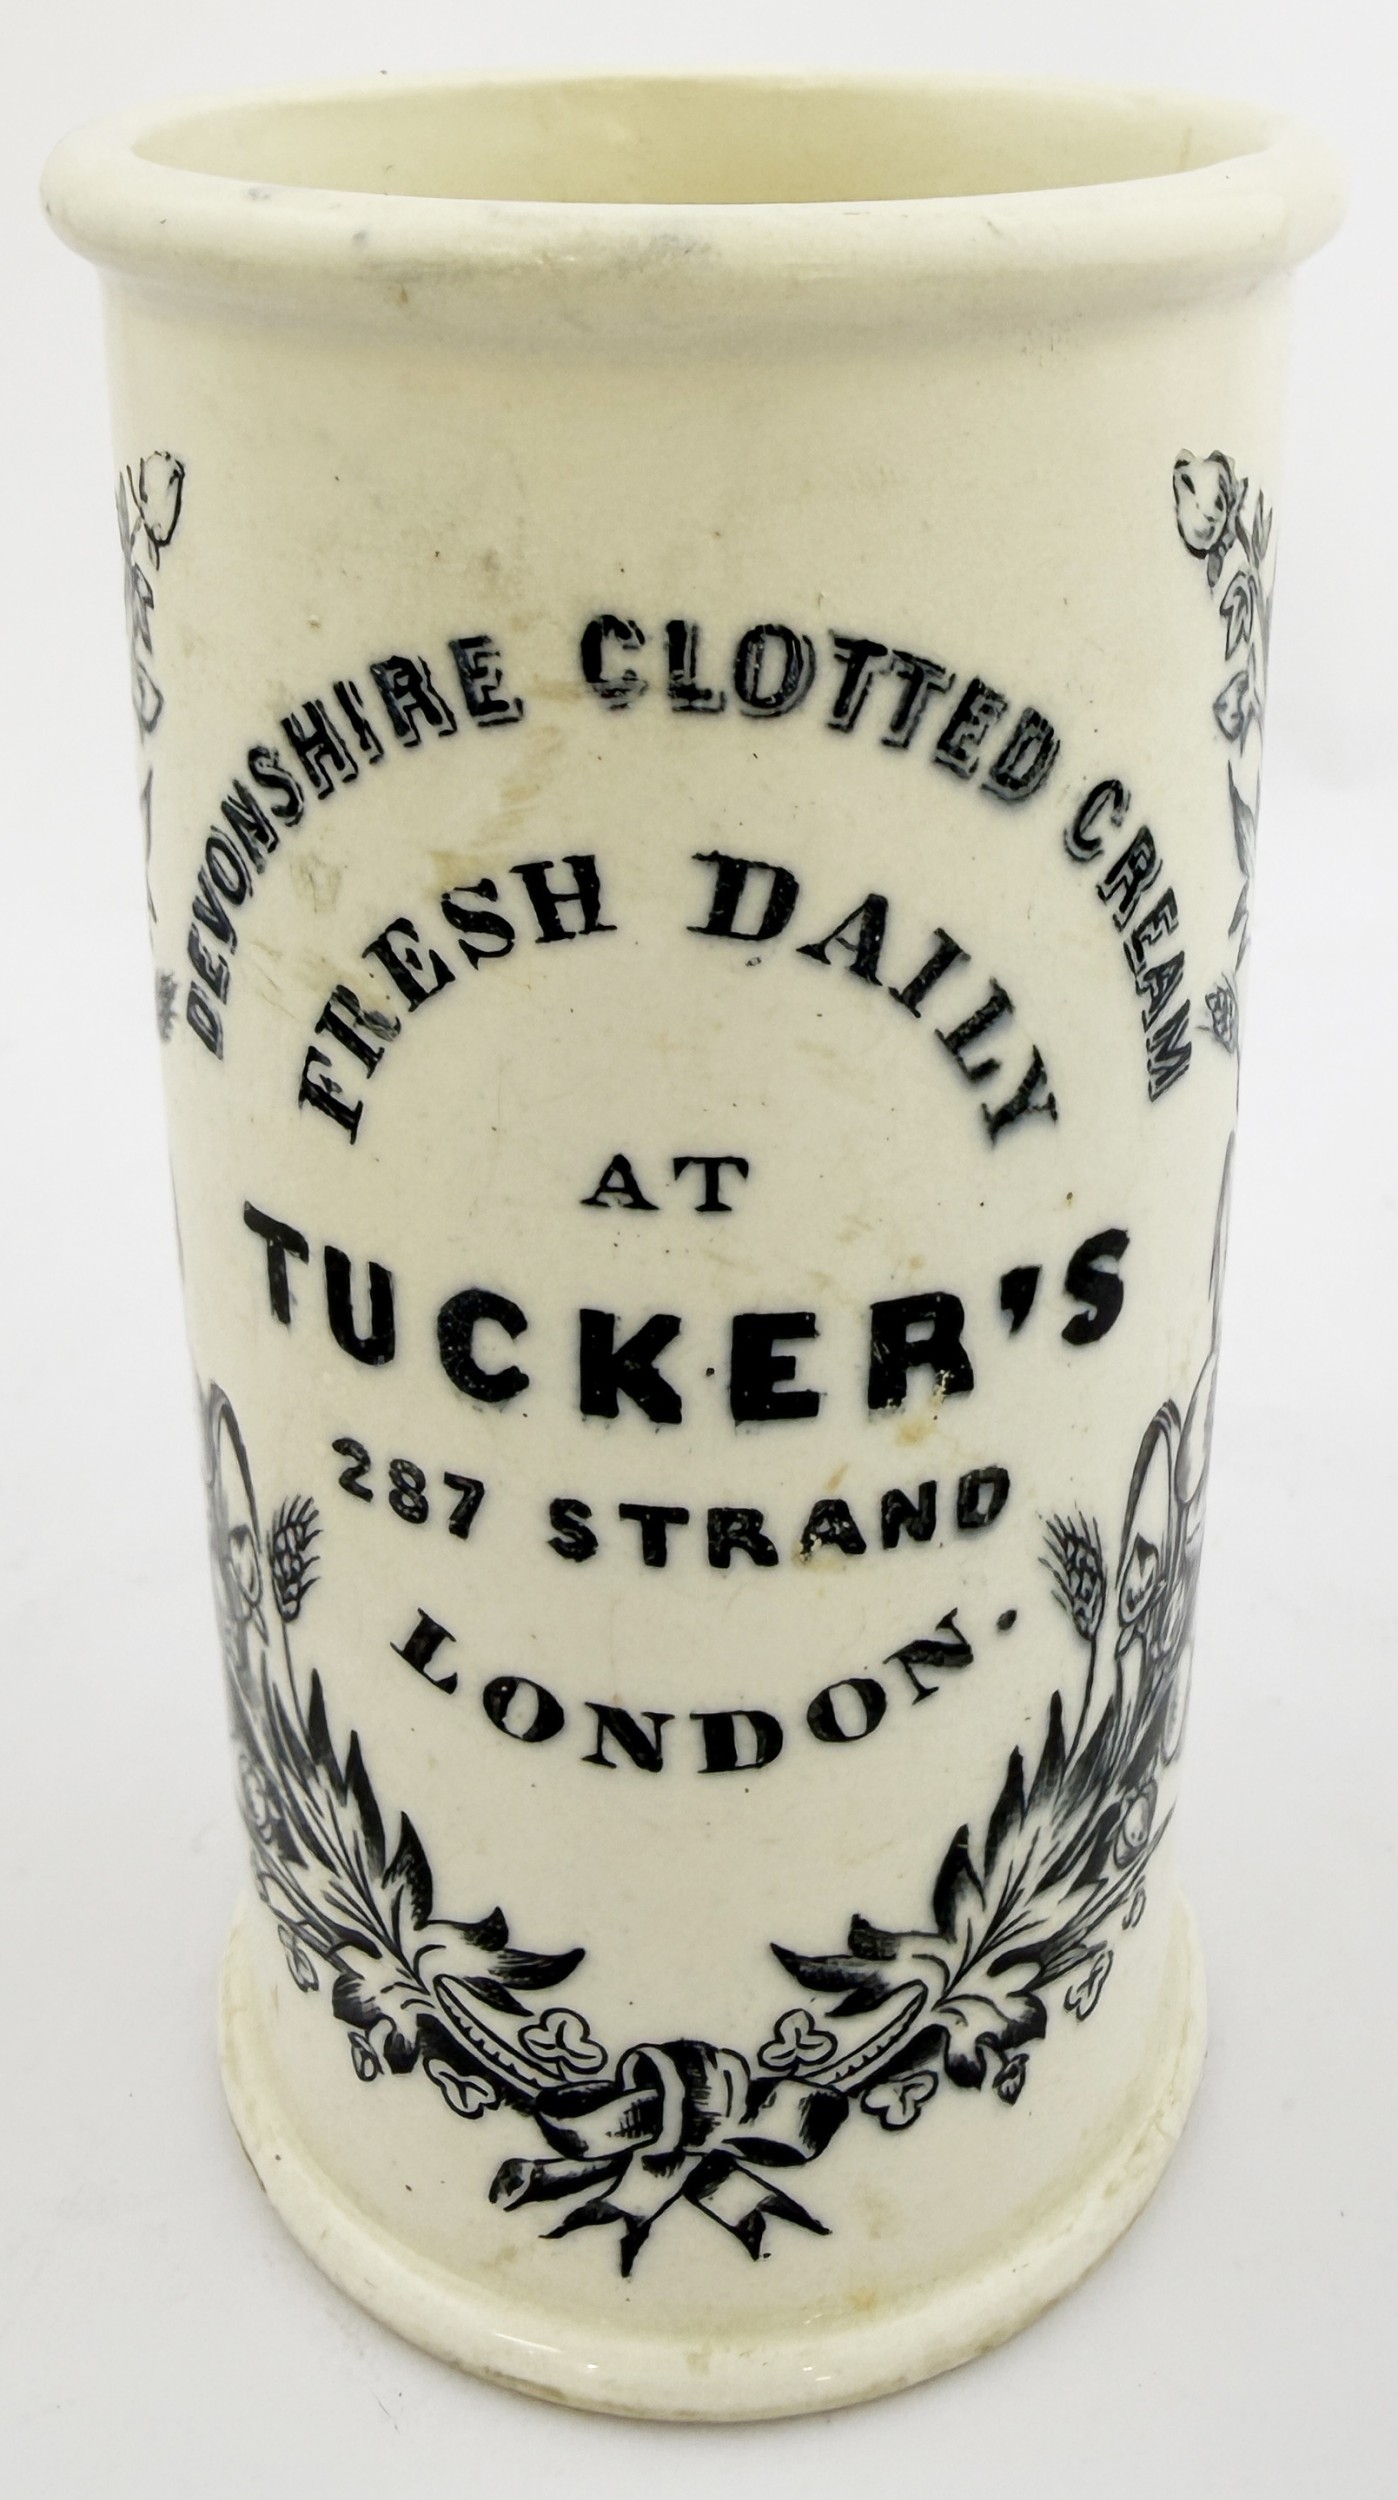 DEVONSHIRE CLOTTED CREAM
FRESH DAILY
AT
TUCKER'S
287 STRAND
LONDON.